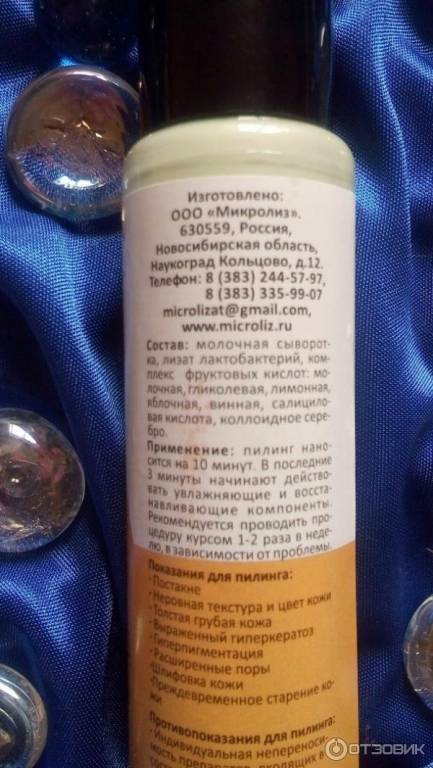 Изготовлено:
ООО «Микролиз».
630559, Россия,
Новосибирская область,
Наукоград Кольцово, д.12.
Телефон: 8 (383) 244-57-97,
8 (383) 335-99-07
microlizat@gmail.com,
www.microliz.ru
Состав: молочная сыворот-
ка, лизат лактобактерий, ком-
плекс фруктовых кислот: мо-
лочная, гликолевая, лимонная,
яблочная, винная, салицило-
вая кислота, коллоидное сере-
бро.
Применение: пилинг нано-
сится на 10 минут. В последние
3 минуты начинают действо-
вать увлажняющие и восста-
навливающие компоненты.
Рекомендуется проводить про-
цедуру курсом 1-2 раза в неде-
лю, в зависимости от проблемы.
Показания для пилинга:
- Постакне
- Неровная текстура и цвет кожи
- Толстая грубая кожа
- Выраженный гиперкератоз
- Гиперпигментация
- Расширенные поры
- Шлифовка кожи
- Преждевременное старение ко-
жи
Противопоказания для пилинга:
- Индивидуальная непереноси-
мость препаратов, входящих в
ОТЗОВИК